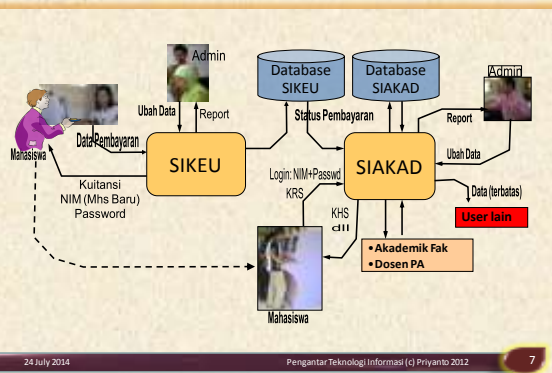 Admin
Database
SIKEU
Database
SIAKAD
Admin
Ubah Data
Report
Status Pembayaran
Report
Data Pembayaran
Mahasiswa
SIKEU
SIAKAD
Ubah Data
Kuitansi
NIM (Mhs Baru)
Password
Login: NIM+Passwd
KRS
KHS
dll
Data (terbatas)
User lain
• Akademik Fak
• Dosen PA
Mahasiswa
24 July 2014
Pengantar Teknologi Informasi (c) Priyanto 2012
7